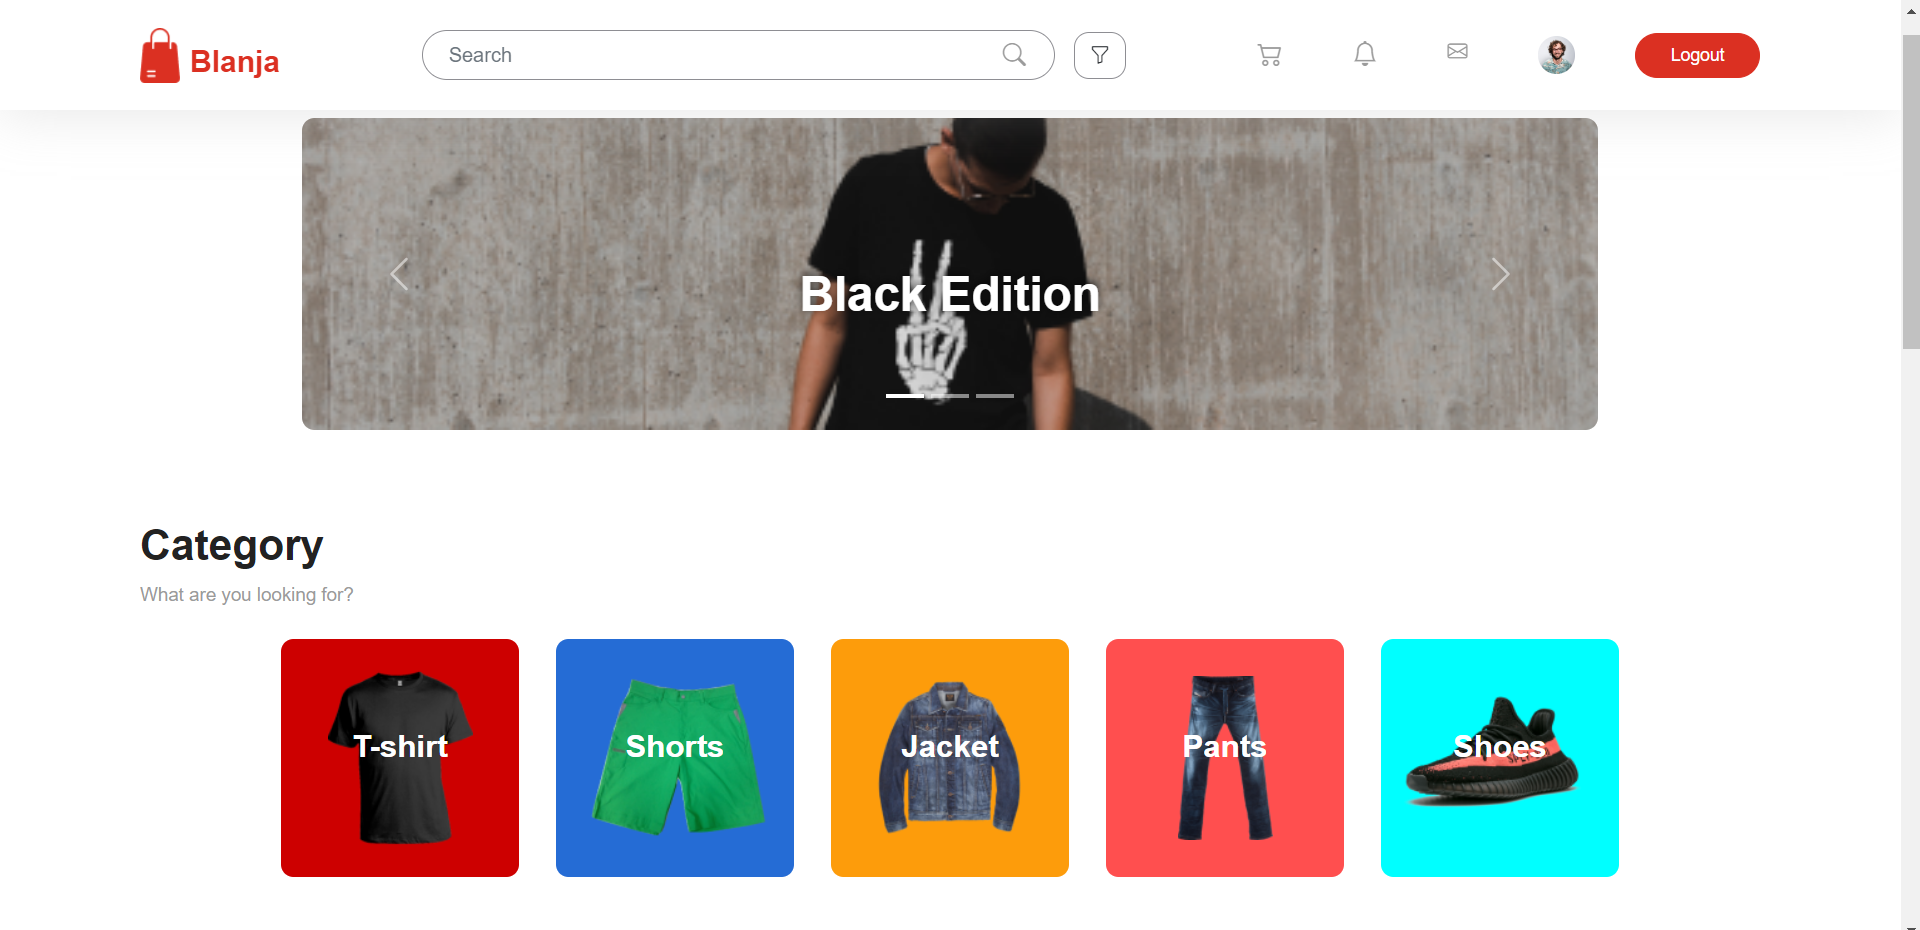 Blanja
Search
Logout
Black Edition
Category
What are you looking for?
T-shirt
Shorts
Jacket
Pants
Shoes